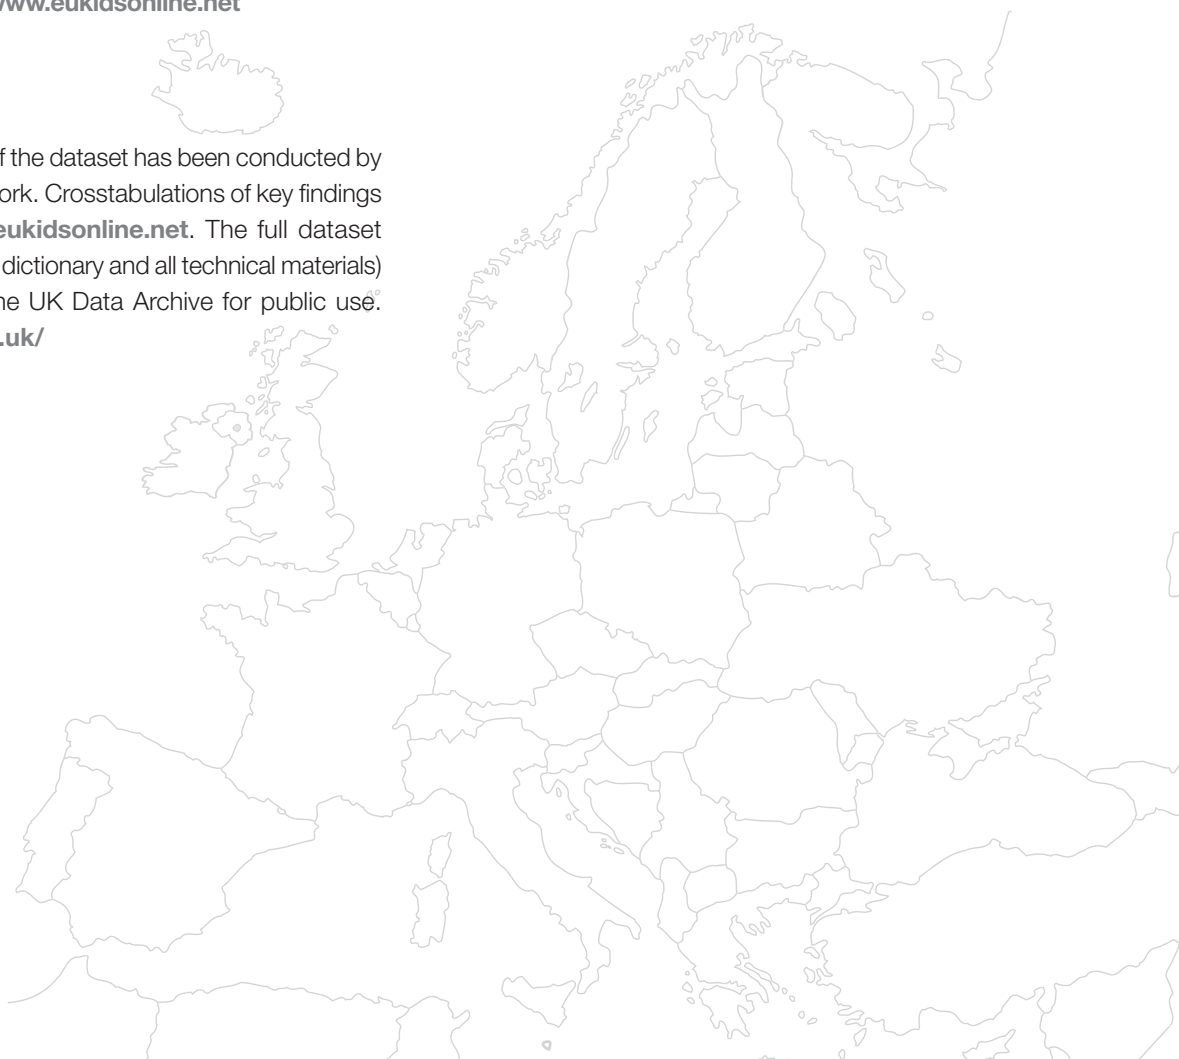 www.eukidsonline.net
f the dataset has been conducted by
ork. Crosstabulations of key findings
eukidsonline.net. The full dataset
dictionary and all technical materials)
he UK Data Archive for public use.
.uk/